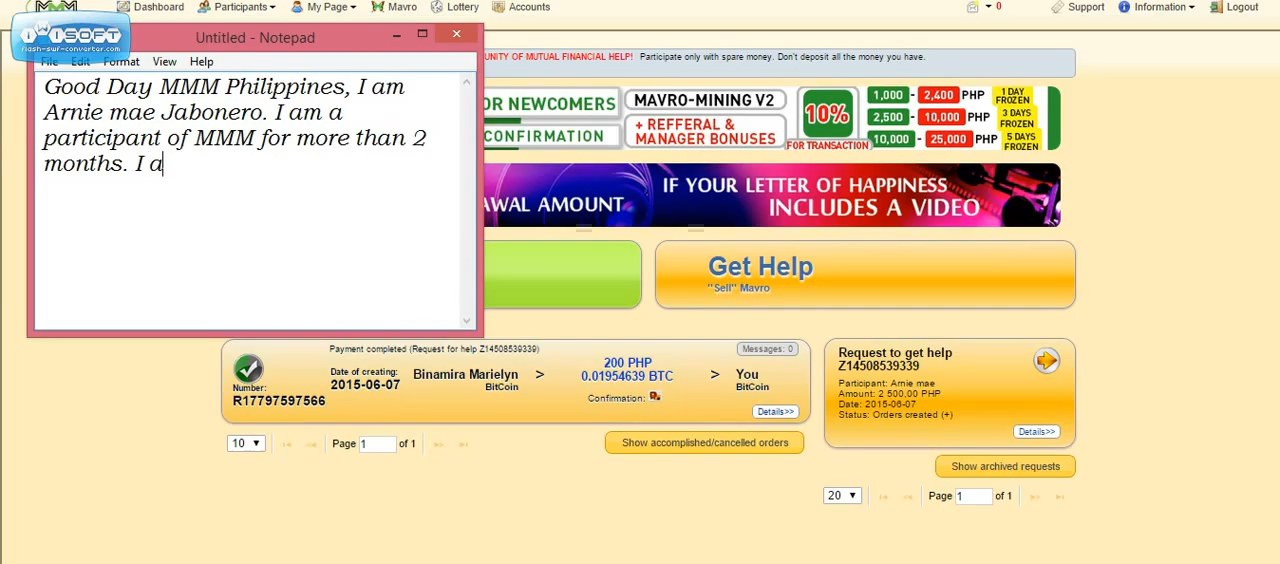 Dashboard Participants My Page Mavro Lottery Accounts 0 Support Information Logout
iWiSOFT
flash-swf-converter.com
Untitled - Notepad
File Edit Format View Help
Good Day MMM Philippines, I am
Arnie mae Jabonero. I am a
participant of MMM for more than 2
months. I a
UNITY OF MUTUAL FINANCIAL HELP! Participate only with spare money. Don't deposit all the money you have.
OR NEWCOMERS
CONFIRMATION
MAVRO-MINING V2
+ REFFERAL &
MANAGER BONUSES
10%
FOR TRANSACTION
1,000 - 2,400 PHP 1 DAY FROZEN
2,500 - 10,000 PHP 3 DAYS FROZEN
10,000 - 25,000 PHP 5 DAYS FROZEN
AWAL AMOUNT
IF YOUR LETTER OF HAPPINESS
INCLUDES A VIDEO
Get Help
"Sell" Mavro
Payment completed (Request for help Z14508539339)
Messages: 0
Number:
R17797597566
Date of creating:
2015-06-07
Binamira Marielyn
BitCoin
>
200 PHP
0.01954639 BTC
Confirmation:
>
You
BitCoin
Details>>
10 Page 1 of 1
Show accomplished/cancelled orders
Request to get help
Z14508539339
Participant: Arnie mae
Amount: 2 500,00 PHP
Date: 2015-06-07
Status: Orders created (+)
Details>>
Show archived requests
20 Page 1 of 1